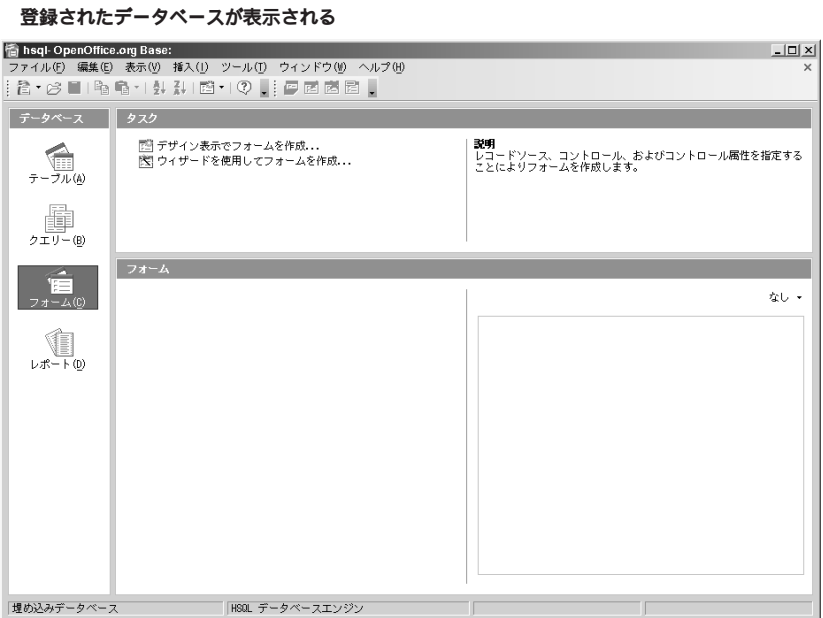 登録されたデータベースが表示される
hsql- OpenOffice.org Base:
ファイル(F) 編集(E) 表示(V) 挿入(I) ツール(T) ウィンドウ(W) ヘルプ(H)
データベース
タスク
テーブル(A)
クエリー(B)
フォーム(C)
レポート(D)
デザイン表示でフォームを作成...
ウィザードを使用してフォームを作成...
説明
レコードソース、コントロール、およびコントロール属性を指定する
ことによりフォームを作成します。
フォーム
なし
埋め込みデータベース
HSQL データベースエンジン